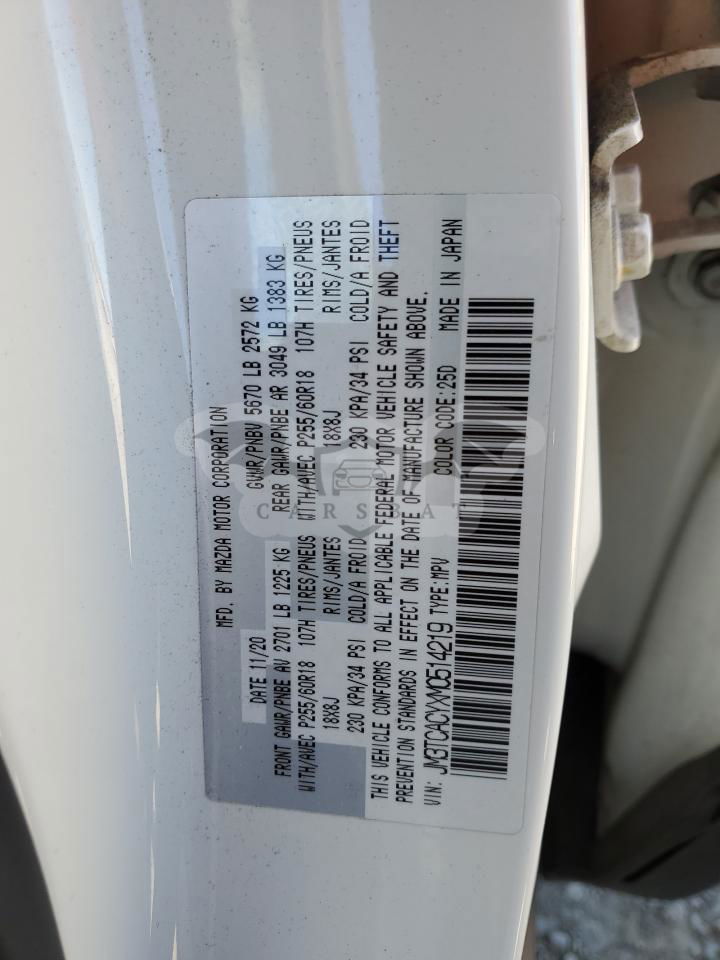 MFD. BY MAZDA MOTOR CORPORATION
DATE 11/20 GVWR/PNBV 5670 LB 2572 KG
FRONT GAWR/PNBE AV 2701 LB 1225 KG REAR GAWR/PNBE AR 3049 LB 1383 KG
WITH/AVEC P255/60R18 107H TIRES/PNEUS WITH/AVEC P255/60R18 107H TIRES/PNEUS
18X8J RIMS/JANTES 18X8J RIMS/JANTES
230 KPA/34 PSI COLD/A FROID 230 KPA/34 PSI COLD/A FROID
THIS VEHICLE CONFORMS TO ALL APPLICABLE FEDERAL MOTOR VEHICLE SAFETY AND THEFT
PREVENTION STANDARDS IN EFFECT ON THE DATE OF MANUFACTURE SHOWN ABOVE.
VIN: JM3TCACYXM0514219 TYPE:MPV COLOR CODE:25D MADE IN JAPAN
CARSBAT